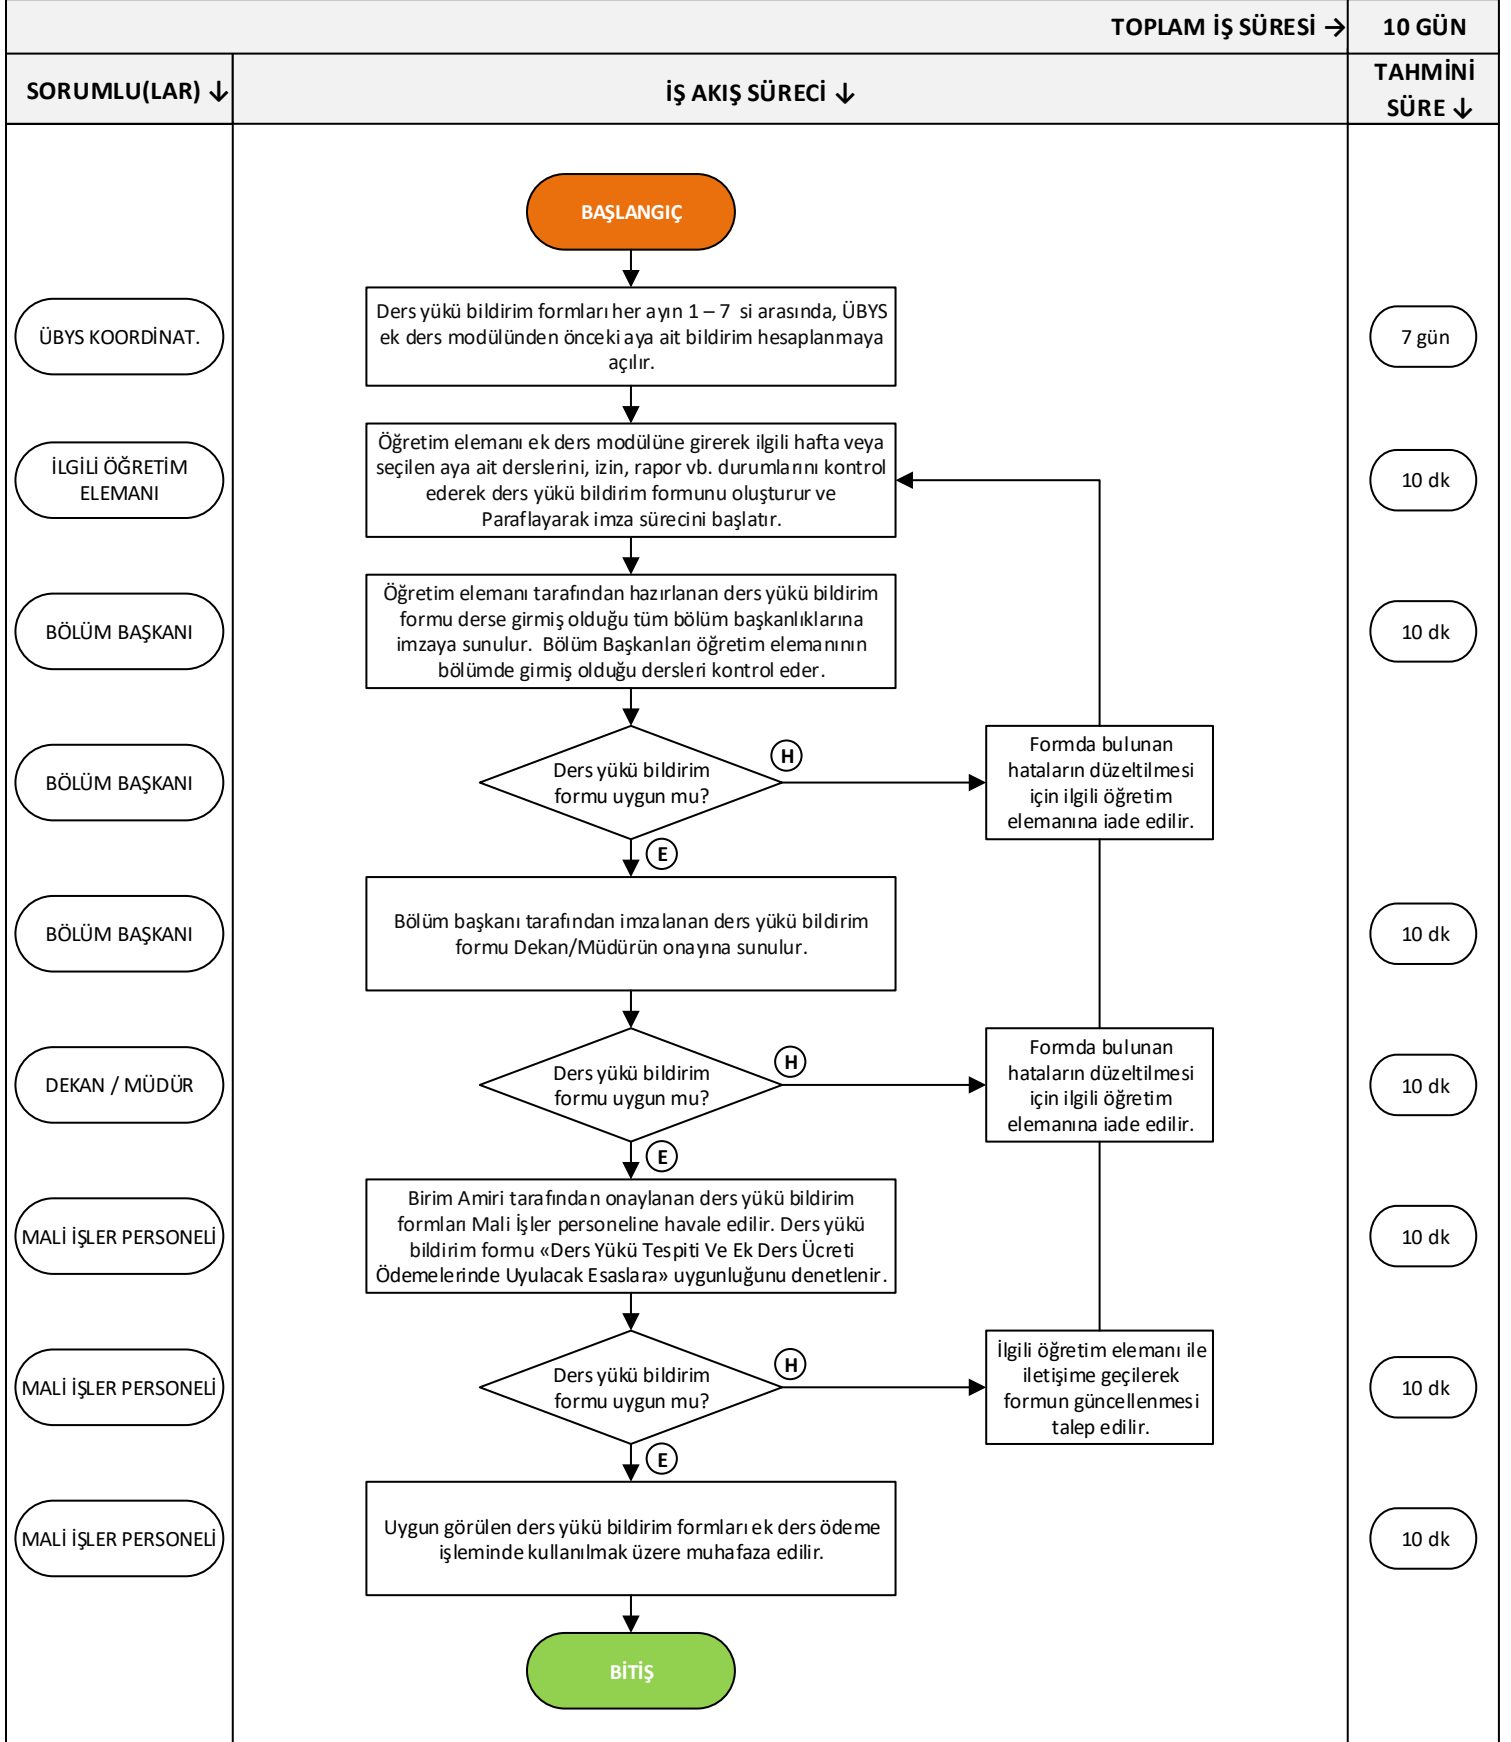 TOPLAM İŞ SÜRESİ → 10 GÜN
SORUMLU(LAR) ↓
İŞ AKIŞ SÜRECİ ↓
TAHMİNİ
SÜRE ↓
BAŞLANGIÇ
ÜBYS KOORDİNAT.
Ders yükü bildirim formları her ayın 1 – 7 si arasında, ÜBYS
ek ders modülünden önceki aya ait bildirim hesaplanmaya
açılır.
7 gün
İLGİLİ ÖĞRETİM
ELEMANI
Öğretim elemanı ek ders modülüne girerek ilgili hafta veya
seçilen aya ait derslerini, izin, rapor vb. durumlarını kontrol
ederek ders yükü bildirim formunu oluşturur ve
Paraflayarak imza sürecini başlatır.
10 dk
BÖLÜM BAŞKANI
Öğretim elemanı tarafından hazırlanan ders yükü bildirim
formu derse girmiş olduğu tüm bölüm başkanlıklarına
imzaya sunulur. Bölüm Başkanları öğretim elemanının
bölümde girmiş olduğu dersleri kontrol eder.
10 dk
BÖLÜM BAŞKANI
Ders yükü bildirim
formu uygun mu?
H
Formda bulunan
hataların düzeltilmesi
için ilgili öğretim
elemanına iade edilir.
E
BÖLÜM BAŞKANI
Bölüm başkanı tarafından imzalanan ders yükü bildirim
formu Dekan/Müdürün onayına sunulur.
10 dk
DEKAN / MÜDÜR
Ders yükü bildirim
formu uygun mu?
H
Formda bulunan
hataların düzeltilmesi
için ilgili öğretim
elemanına iade edilir.
10 dk
E
MALİ İŞLER PERSONELİ
Birim Amiri tarafından onaylanan ders yükü bildirim
formları Mali İşler personeline havale edilir. Ders yükü
bildirim formu «Ders Yükü Tespiti Ve Ek Ders Ücreti
Ödemelerinde Uyulacak Esaslara» uygunluğunu denetlenir.
10 dk
MALİ İŞLER PERSONELİ
Ders yükü bildirim
formu uygun mu?
H
İlgili öğretim elemanı ile
iletişime geçilerek
formun güncellenmesi
talep edilir.
10 dk
E
MALİ İŞLER PERSONELİ
Uygun görülen ders yükü bildirim formları ek ders ödeme
işleminde kullanılmak üzere muhafaza edilir.
10 dk
BİTİŞ